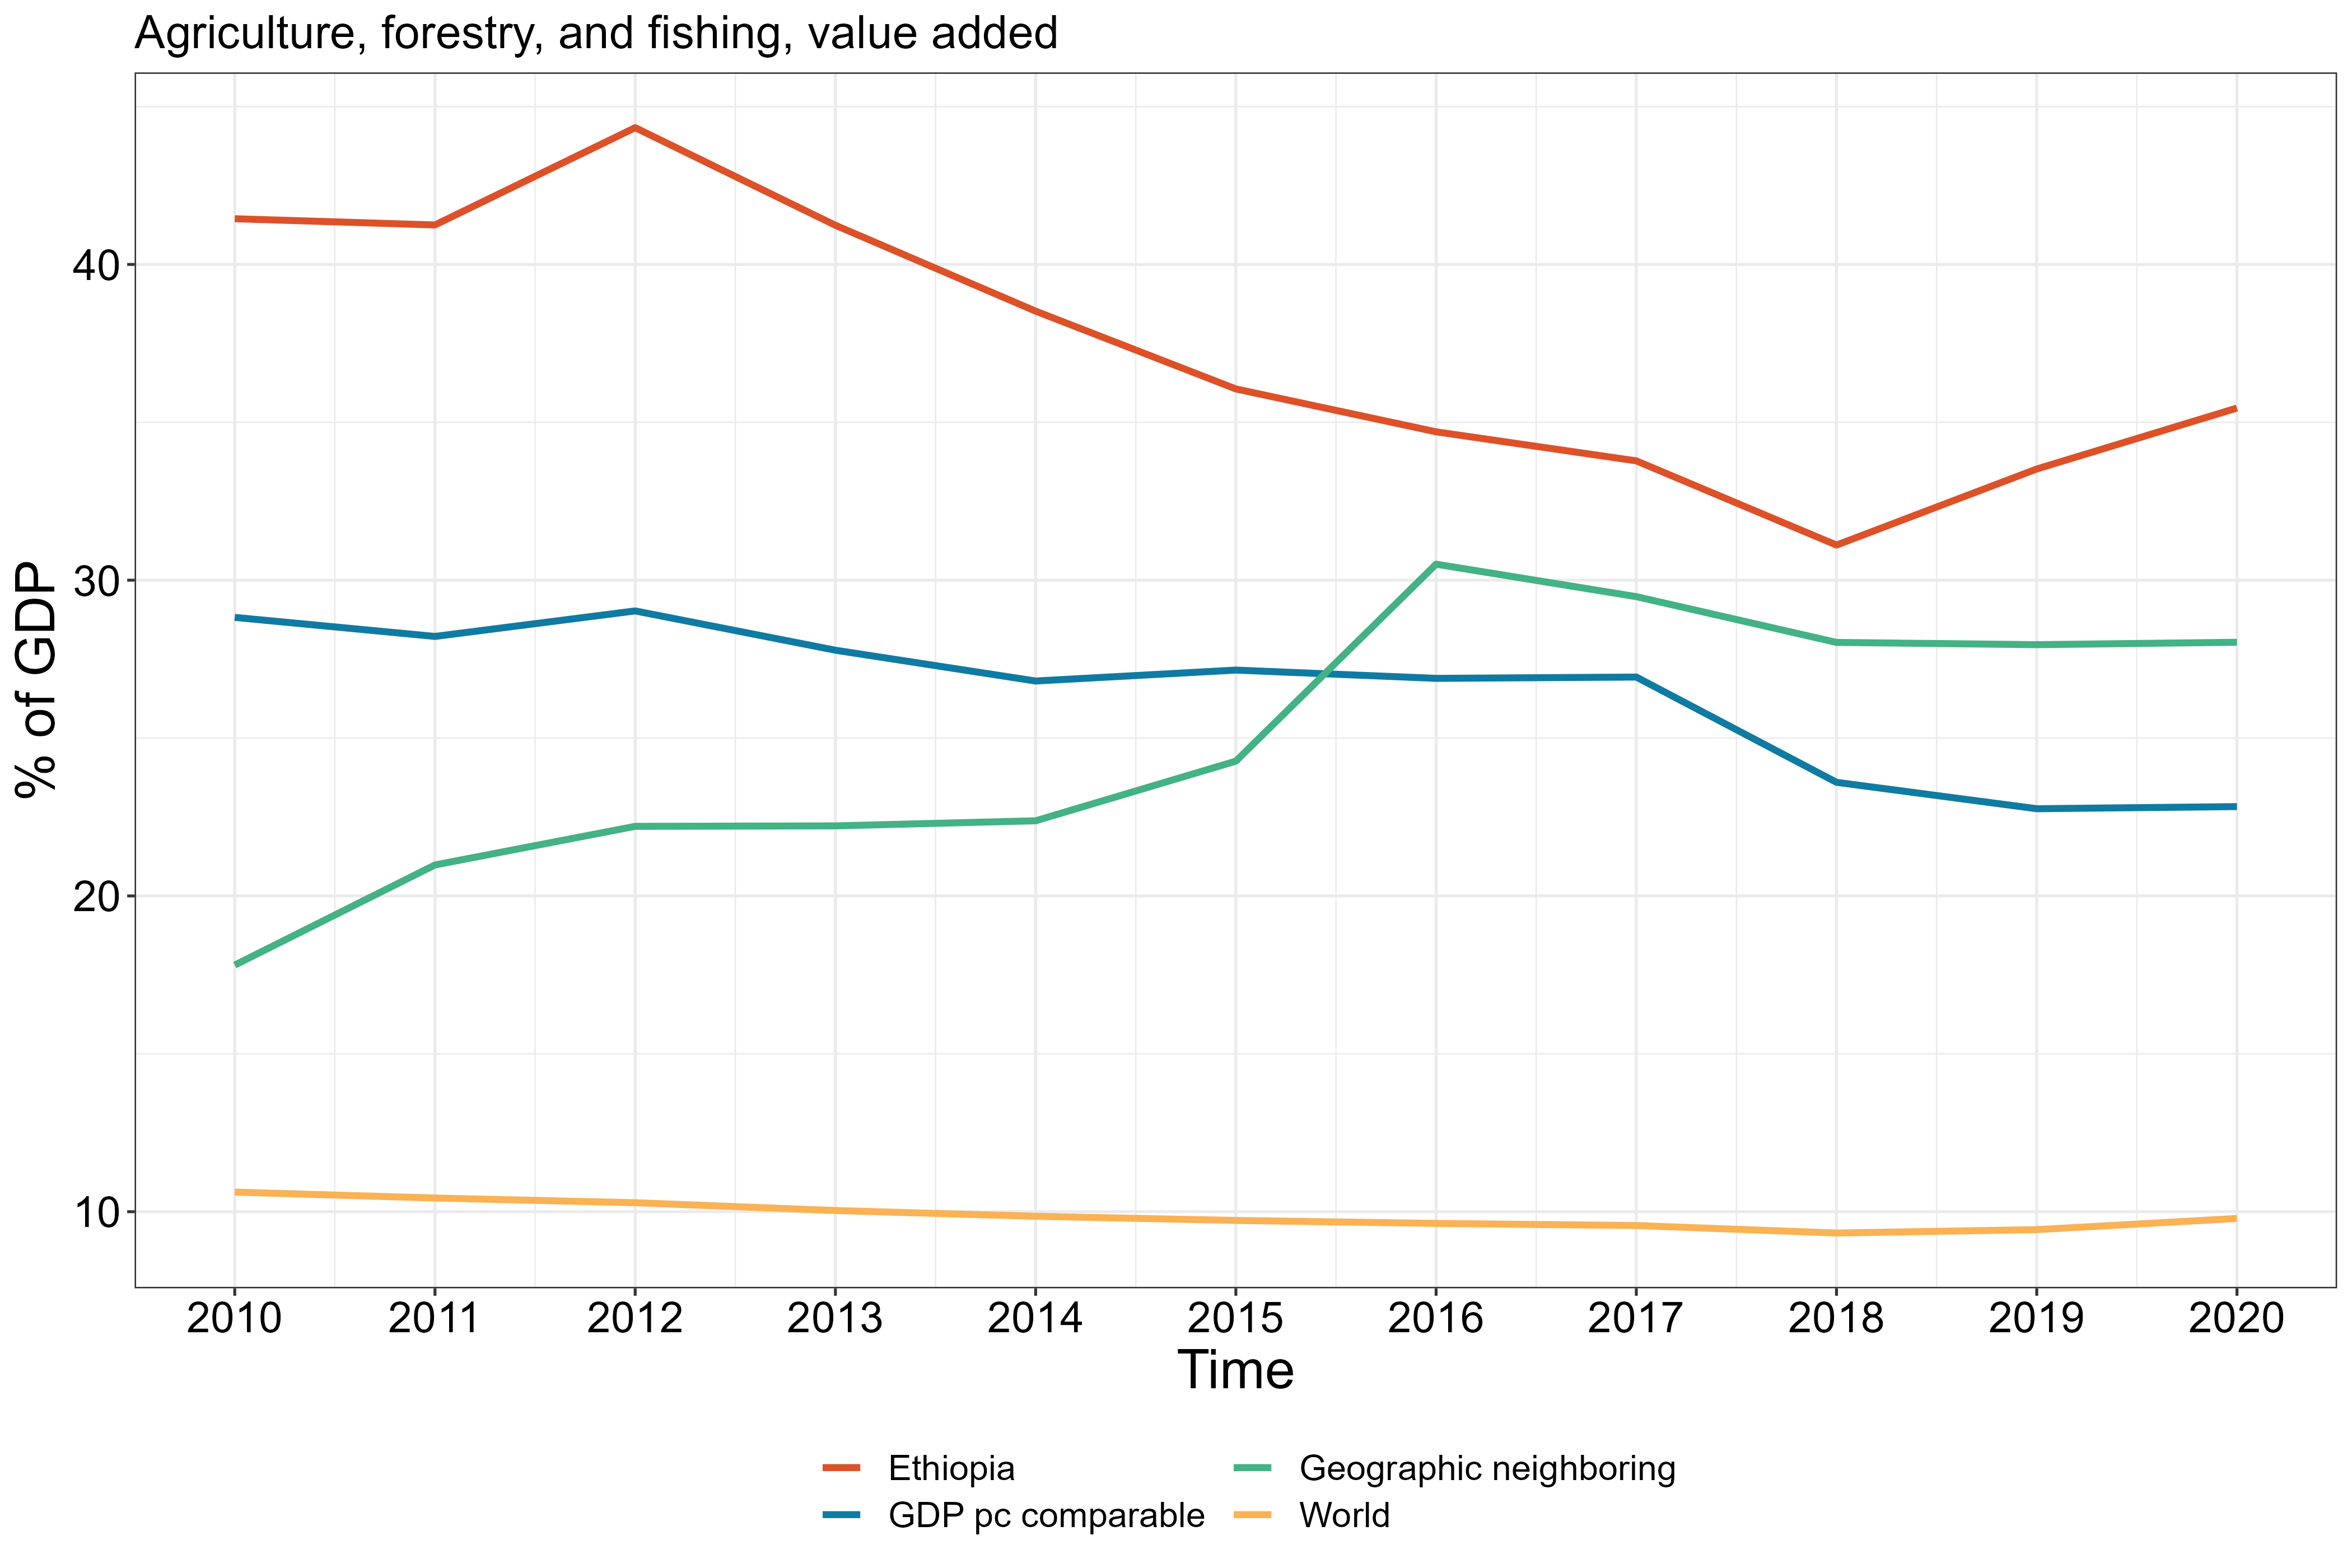 Agriculture, forestry, and fishing, value added
% of GDP
40
30
20
10
2010 2011 2012 2013 2014 2015 2016 2017 2018 2019 2020
Time
Ethiopia Geographic neighboring
GDP pc comparable World